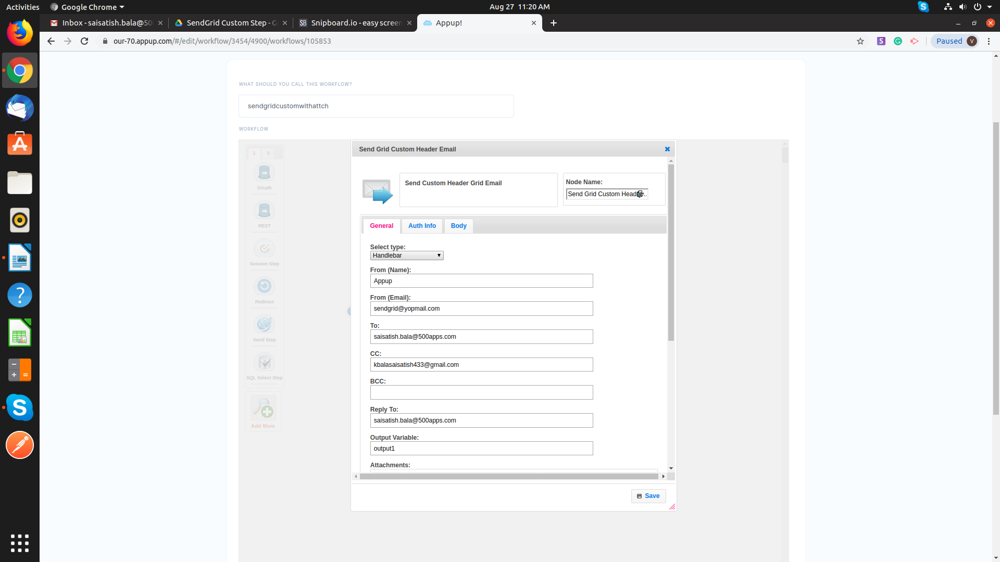 Activities
Google Chrome
Aug 27 11:20 AM
Inbox - saisatish.bala@50
SendGrid Custom Step - G
SB Snipboard.io - easy screen
Appup!
our-70.appup.com/#/edit/workflow/3454/4900/workflows/105853
S
G
Paused
V
WHAT SHOULD YOU CALL THIS WORKFLOW?
sendgridcustomwithattch
WORKFLOW
1 2
OAuth
REST
Session Step
Redirect
Send Step
SQL Select Step
Add More
Send Grid Custom Header Email
Send Custom Header Grid Email
Node Name:
Send Grid Custom Header...
General
Auth Info
Body
Select type:
Handlebar
From (Name):
Appup
From (Email):
sendgrid@yopmail.com
To:
saisatish.bala@500apps.com
CC:
kbalasaisatish433@gmail.com
BCC:
Reply To:
saisatish.bala@500apps.com
Output Variable:
output1
Attachments:
Save